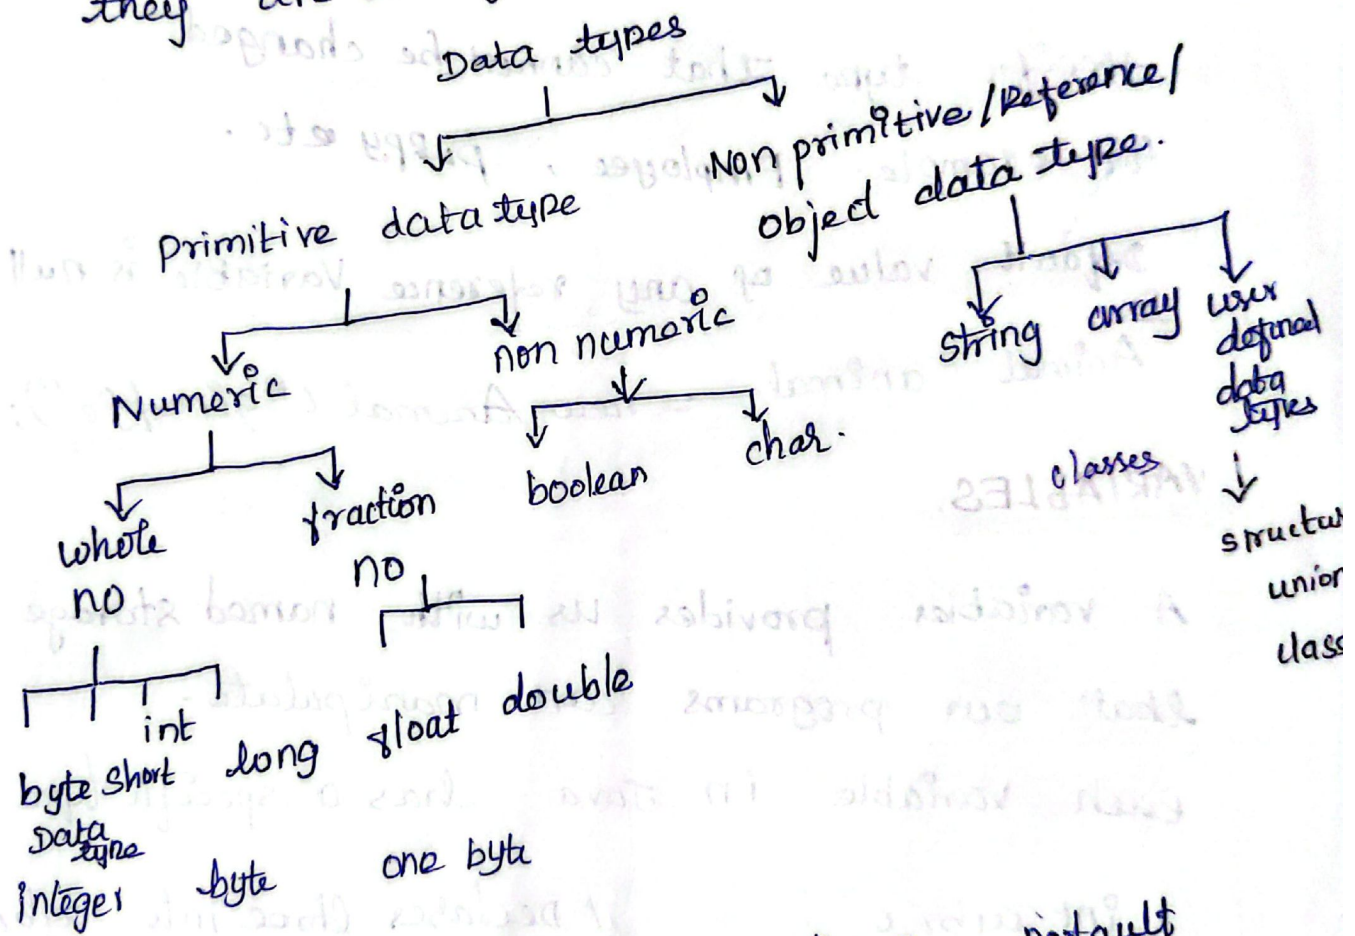 they
Data types
Primitive data type
Non primitive/Reference/
Object data type.
Numeric
non numeric
String
array
user
defined
data
types
whole
no
fraction
no
boolean
char.
classes
structu
union
class
byte
short
int
long
float
double
Data
type
integer byte one byte